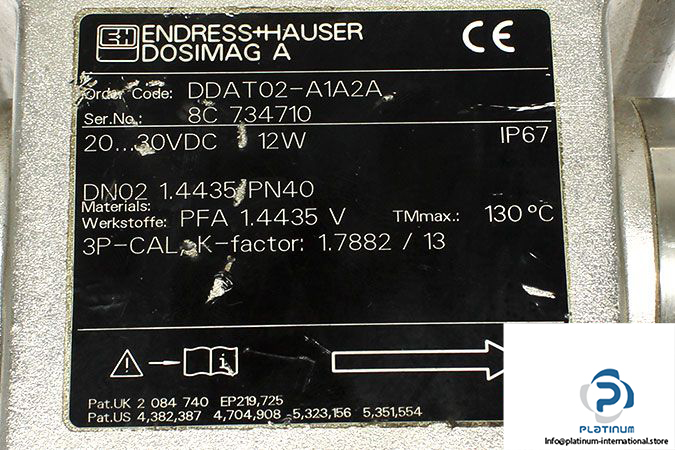 EH ENDRESS+HAUSER
DOSIMAG A
CE
Order Code: DDAT02-A1A2A
Ser.No.: 8C 734710
20...30VDC 12W IP67
DN02 1.4435 PN40
Materials:
Werkstoffe: PFA 1.4435 V TMmax.: 130 °C
3P-CAL, K-factor: 1.7882 / 13
i
Pat.UK 2 084 740 EP219,725
Pat.US 4,382,387 4,704,908 5,323,156 5,351,554
PLATINUM
Info@platinum-international.store